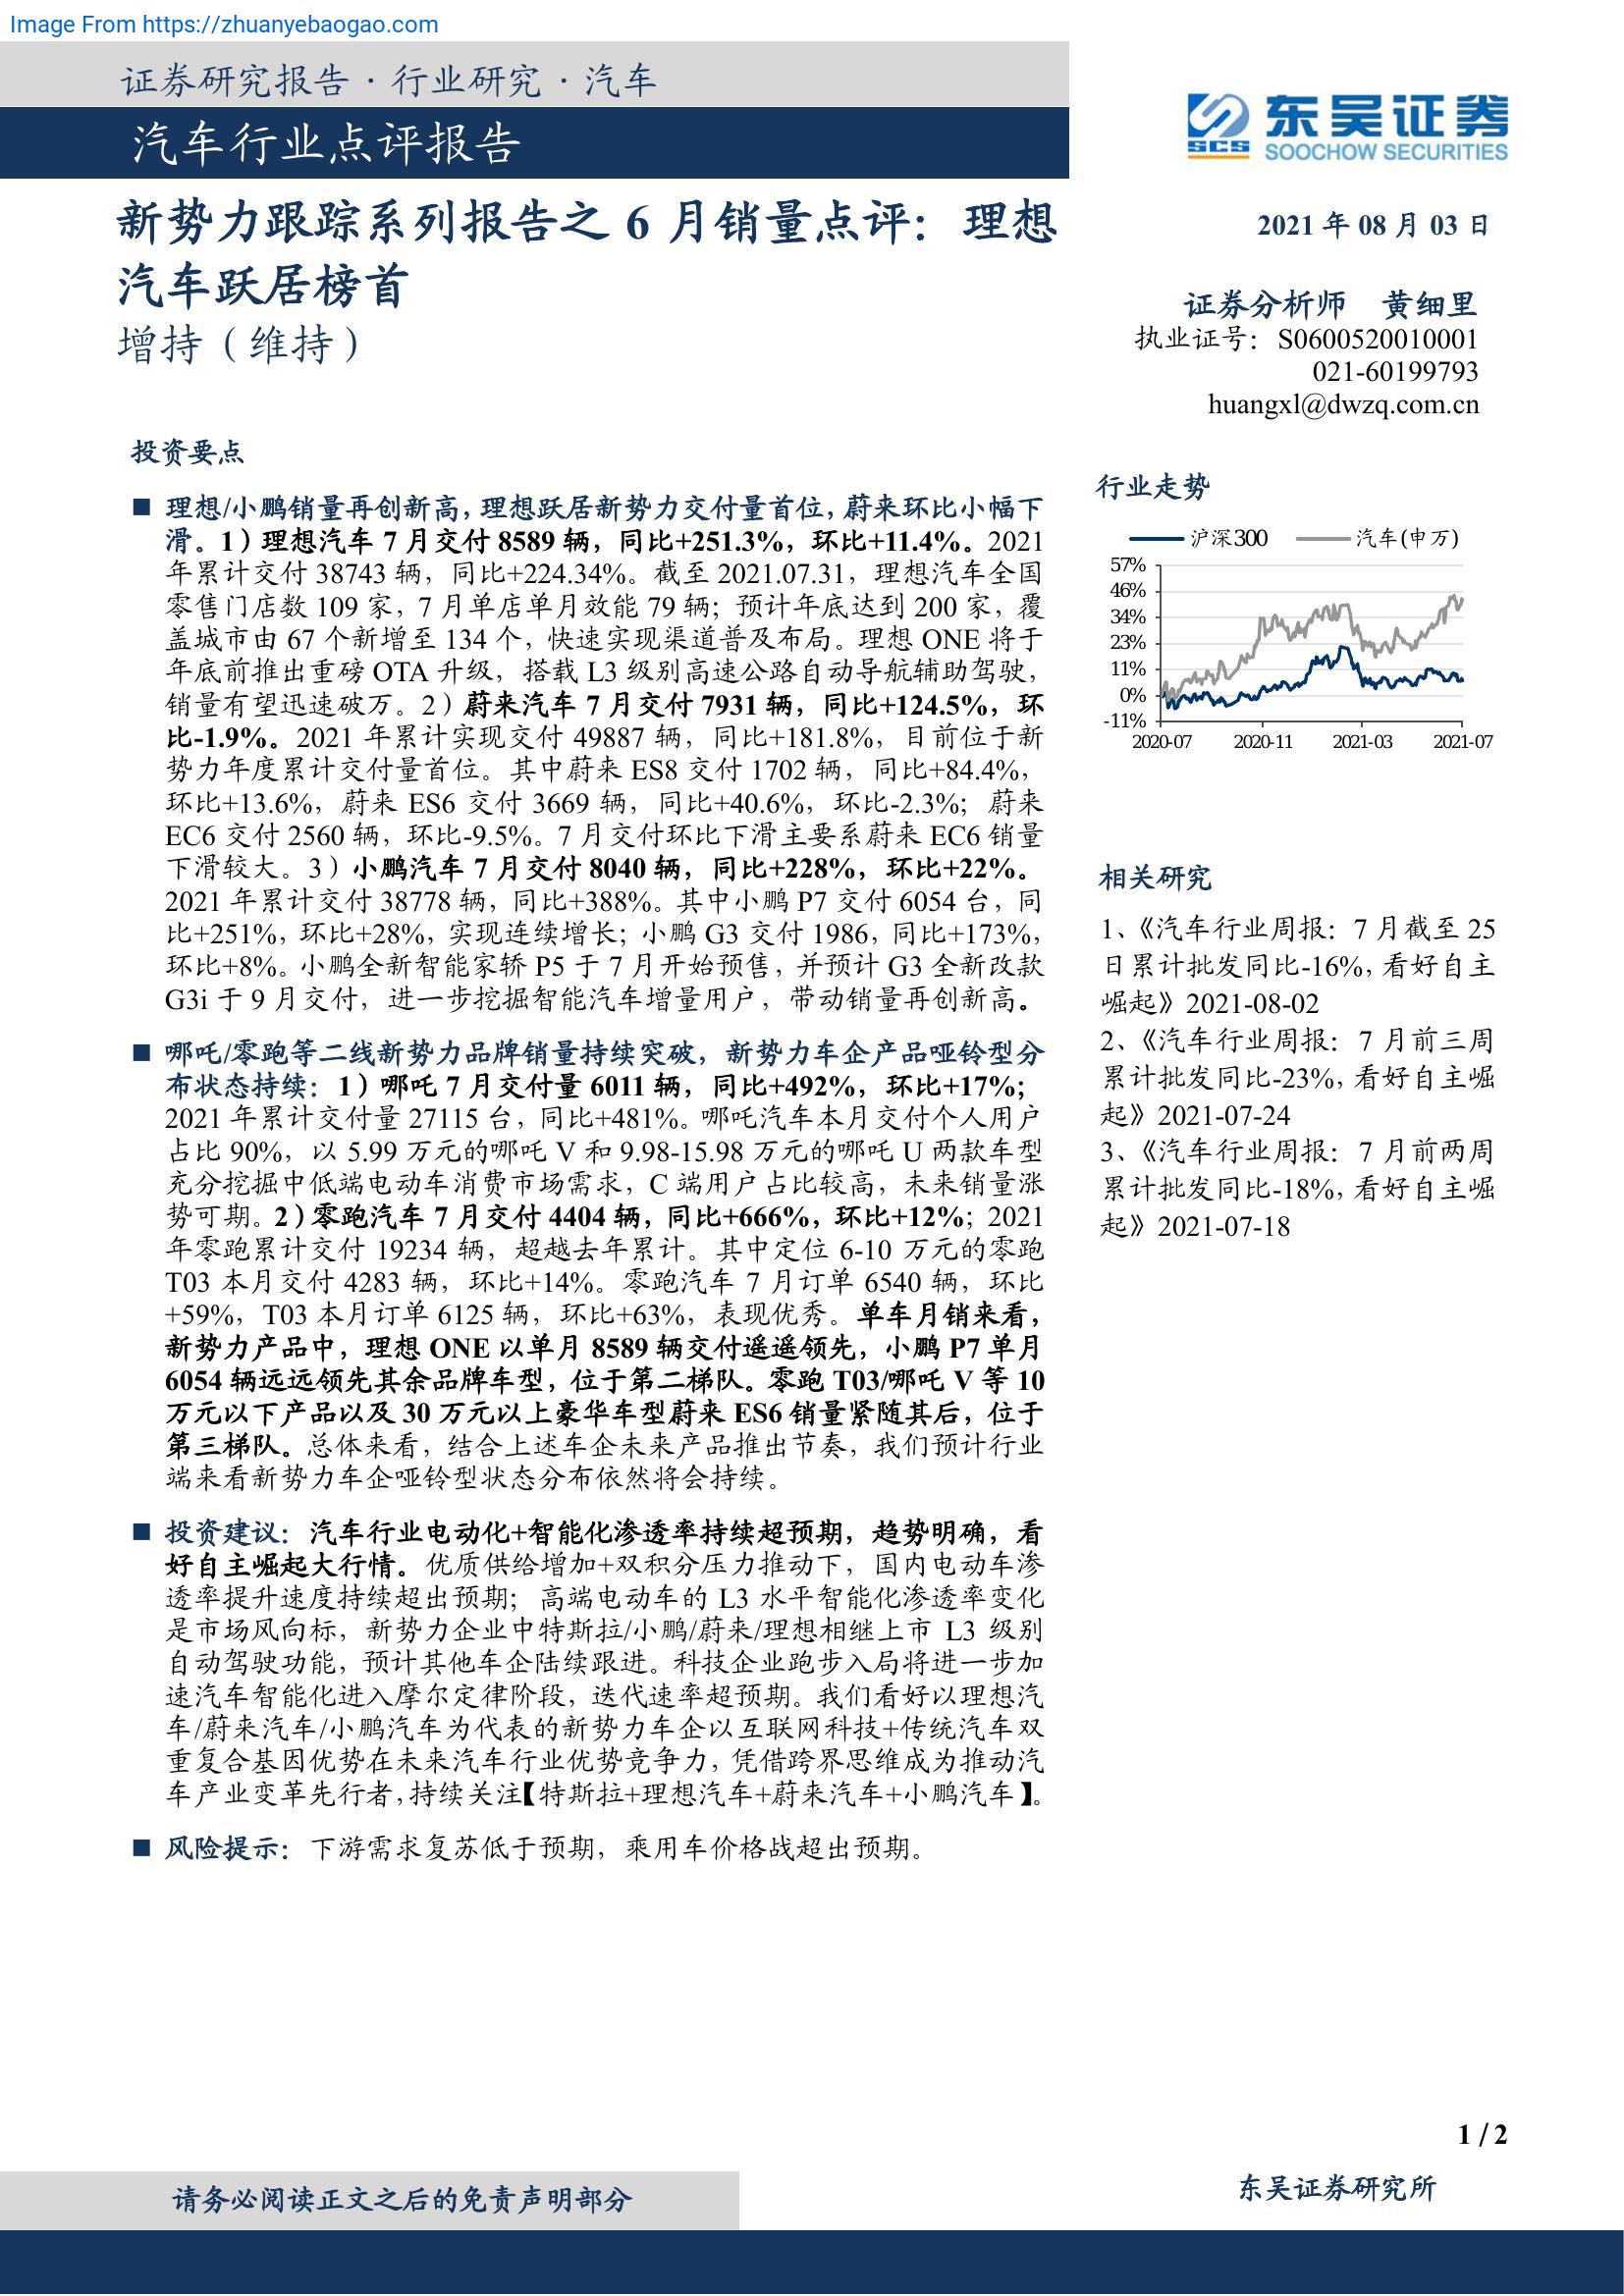 Image From https://zhuanyebaogao.com
证券研究报告·行业研究·汽车
汽车行业点评报告
东吴证券
SCS
SOOCHOW SECURITIES
新势力跟踪系列报告之 6 月销量点评：理想
汽车跃居榜首
增持（维持）
2021 年 08 月 03 日
证券分析师 黄细里
执业证号：S0600520010001
021-60199793
huangxl@dwzq.com.cn
投资要点
■ 理想/小鹏销量再创新高，理想跃居新势力交付量首位，蔚来环比小幅下
滑。1）理想汽车 7 月交付 8589 辆，同比+251.3%，环比+11.4%。2021
年累计交付 38743 辆，同比+224.34%。截至 2021.07.31，理想汽车全国
零售门店数 109 家，7 月单店单月效能 79 辆；预计年底达到 200 家，覆
盖城市由 67 个新增至 134 个，快速实现渠道普及布局。理想 ONE 将于
年底前推出重磅 OTA 升级，搭载 L3 级别高速公路自动导航辅助驾驶，
销量有望迅速破万。2）蔚来汽车 7 月交付 7931 辆，同比+124.5%，环
比-1.9%。2021 年累计实现交付 49887 辆，同比+181.8%，目前位于新
势力年度累计交付量首位。其中蔚来 ES8 交付 1702 辆，同比+84.4%，
环比+13.6%，蔚来 ES6 交付 3669 辆，同比+40.6%，环比-2.3%；蔚来
EC6 交付 2560 辆，环比-9.5%。7 月交付环比下滑主要系蔚来 EC6 销量
下滑较大。3）小鹏汽车 7 月交付 8040 辆，同比+228%，环比+22%。
2021 年累计交付 38778 辆，同比+388%。其中小鹏 P7 交付 6054 台，同
比+251%，环比+28%，实现连续增长；小鹏 G3 交付 1986，同比+173%，
环比+8%。小鹏全新智能家轿 P5 于 7 月开始预售，并预计 G3 全新改款
G3i 于 9 月交付，进一步挖掘智能汽车增量用户，带动销量再创新高。
■ 哪吒/零跑等二线新势力品牌销量持续突破，新势力车企产品哑铃型分
布状态持续：1）哪吒 7 月交付量 6011 辆，同比+492%，环比+17%；
2021 年累计交付量 27115 台，同比+481%。哪吒汽车本月交付个人用户
占比 90%，以 5.99 万元的哪吒 V 和 9.98-15.98 万元的哪吒 U 两款车型
充分挖掘中低端电动车消费市场需求，C 端用户占比较高，未来销量涨
势可期。2）零跑汽车 7 月交付 4404 辆，同比+666%，环比+12%；2021
年零跑累计交付 19234 辆，超越去年累计。其中定位 6-10 万元的零跑
T03 本月交付 4283 辆，环比+14%。零跑汽车 7 月订单 6540 辆，环比
+59%，T03 本月订单 6125 辆，环比+63%，表现优秀。单车月销来看，
新势力产品中，理想 ONE 以单月 8589 辆交付遥遥领先，小鹏 P7 单月
6054 辆远远领先其余品牌车型，位于第二梯队。零跑 T03/哪吒 V 等 10
万元以下产品以及 30 万元以上豪华车型蔚来 ES6 销量紧随其后，位于
第三梯队。总体来看，结合上述车企未来产品推出节奏，我们预计行业
端来看新势力车企哑铃型状态分布依然将会持续。
■ 投资建议：汽车行业电动化+智能化渗透率持续超预期，趋势明确，看
好自主崛起大行情。优质供给增加+双积分压力推动下，国内电动车渗
透率提升速度持续超出预期；高端电动车的 L3 水平智能化渗透率变化
是市场风向标，新势力企业中特斯拉/小鹏/蔚来/理想相继上市 L3 级别
自动驾驶功能，预计其他车企陆续跟进。科技企业跑步入局将进一步加
速汽车智能化进入摩尔定律阶段，迭代速率超预期。我们看好以理想汽
车/蔚来汽车/小鹏汽车为代表的新势力车企以互联网科技+传统汽车双
重复合基因优势在未来汽车行业优势竞争力，凭借跨界思维成为推动汽
车产业变革先行者，持续关注【特斯拉+理想汽车+蔚来汽车+小鹏汽车】。
■ 风险提示：下游需求复苏低于预期，乘用车价格战超出预期。
行业走势
沪深300 汽车(申万)
57%
46%
34%
23%
11%
0%
-11%
2020-07 2020-11 2021-03 2021-07
相关研究
1、《汽车行业周报：7 月截至 25
日累计批发同比-16%，看好自主
崛起》2021-08-02
2、《汽车行业周报：7 月前三周
累计批发同比-23%，看好自主崛
起》2021-07-24
3、《汽车行业周报：7 月前两周
累计批发同比-18%，看好自主崛
起》2021-07-18
1 / 2
请务必阅读正文之后的免责声明部分
东吴证券研究所